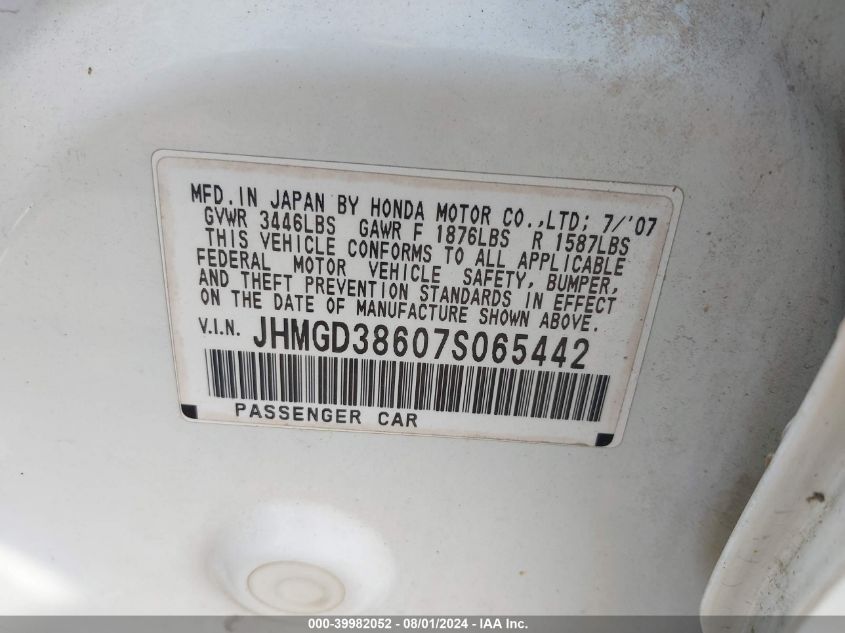 MFD. IN JAPAN BY HONDA MOTOR CO.,LTD; 7/'07
GVWR 3446LBS GAWR F 1876LBS R 1587LBS
THIS VEHICLE CONFORMS TO ALL APPLICABLE
FEDERAL MOTOR VEHICLE SAFETY, BUMPER,
AND THEFT PREVENTION STANDARDS IN EFFECT
ON THE DATE OF MANUFACTURE SHOWN ABOVE.
V.I.N. JHMGD38607S065442
PASSENGER CAR
000-39982052 - 08/01/2024 - IAA Inc.